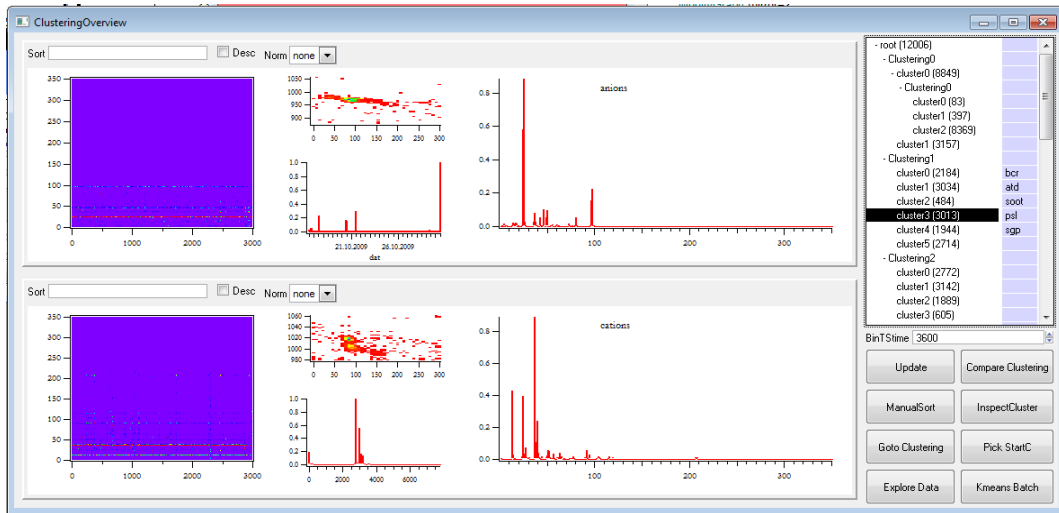 ClusteringOverview
Sort Desc Norm none
350
300
250
200
150
100
50
0
0 1000 2000 3000
1050
1000
950
900
0 50 100 150 200 250 300
1.0
0.8
0.6
0.4
0.2
0.0
21.10.2009 26.10.2009
dat
anions
0.8
0.6
0.4
0.2
0.0
100 200 300
Sort Desc Norm none
350
300
250
200
150
100
50
0
0 1000 2000 3000
1060
1040
1020
1000
980
0 50 100 150 200 250 300
1.0
0.8
0.6
0.4
0.2
0.0
0 2000 4000 6000
cations
0.8
0.6
0.4
0.2
0.0
100 200 300
- root (12006)
- Clustering0
- cluster0 (8849)
- Clustering0
cluster0 (83)
cluster1 (397)
cluster2 (8369)
cluster1 (3157)
- Clustering1
cluster0 (2184) bcr
cluster1 (3034) atd
cluster2 (484) soot
cluster3 (3013) psl
cluster4 (1944) sgp
cluster5 (2714)
- Clustering2
cluster0 (2772)
cluster1 (3142)
cluster2 (1889)
cluster3 (605)
BinTStime 3600
Update Compare Clustering
ManualSort InspectCluster
Goto Clustering Pick StartC
Explore Data Kmeans Batch